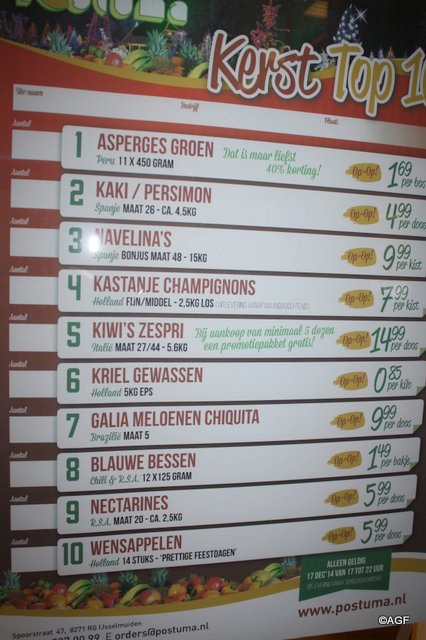 Postuma
Kerst Top 10
Uw naam Bedrijf Plaats
Aantal
1 ASPERGES GROEN Dat is maar liefst 40% korting! Op-Op! 1 69
Peru 11 X 450 GRAM per bos
Aantal
2 KAKI / PERSIMON Op-Op! 4 99
Spanje MAAT 26 - CA. 4,5KG per doos
Aantal
3 NAVELINA'S Op-Op! 9 99
Spanje BONJUS MAAT 48 - 15KG per kist
Aantal
4 KASTANJE CHAMPIGNONS Op-Op! 7 99
Holland FIJN/MIDDEL - 2,5KG LOS per kist
Aantal
5 KIWI'S ZESPRI Bij aankoop van minimaal 5 dozen Op-Op! 14 99
Italië MAAT 27/44 - 5.6KG een promotiepakket gratis! per doos
Aantal
6 KRIEL GEWASSEN Op-Op! 0 85
Holland 5KG EPS per kilo
Aantal
7 GALIA MELOENEN CHIQUITA Op-Op! 9 99
Brazilië MAAT 5 per doos
Aantal
8 BLAUWE BESSEN Op-Op! 1 49
Chili & R.S.A. 12 X125 GRAM per bakje
Aantal
9 NECTARINES Op-Op! 5 99
R.S.A. MAAT 20 - CA. 2,5KG per doos
Aantal
10 WENSAPPELEN Op-Op! 5 99
Holland 14 STUKS - 'PRETTIGE FEESTDAGEN' per doos
ALLEEN GELDIG
17 DEC'14 VAN 17 TOT 22 UUR
www.postuma.nl
Spoorstraat 47, 8271 RG IJsselmuiden
E orders@postuma.nl
©AGF